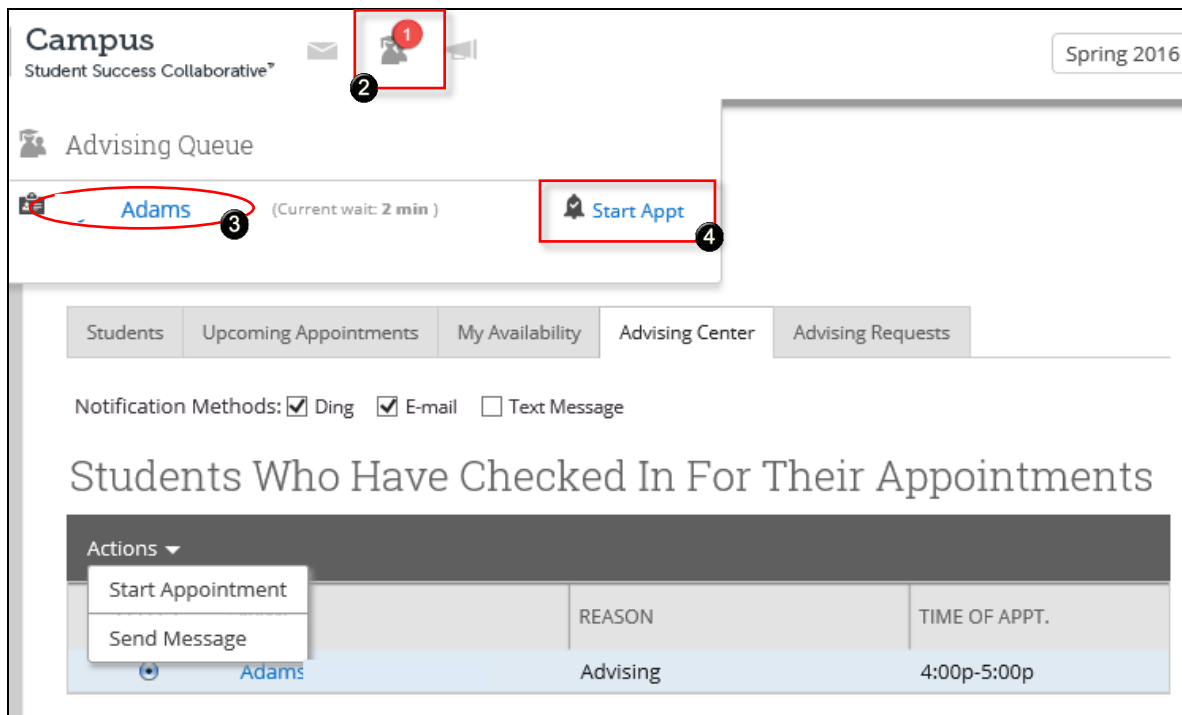 Campus
Student Success Collaborative
1
Spring 2016
2
Advising Queue
Adams
(Current wait: 2 min )
Start Appt
3
4
Students Upcoming Appointments My Availability Advising Center Advising Requests
Notification Methods: Ding E-mail Text Message
Students Who Have Checked In For Their Appointments
Actions
Start Appointment
Send Message
REASON TIME OF APPT.
Adams Advising 4:00p-5:00p